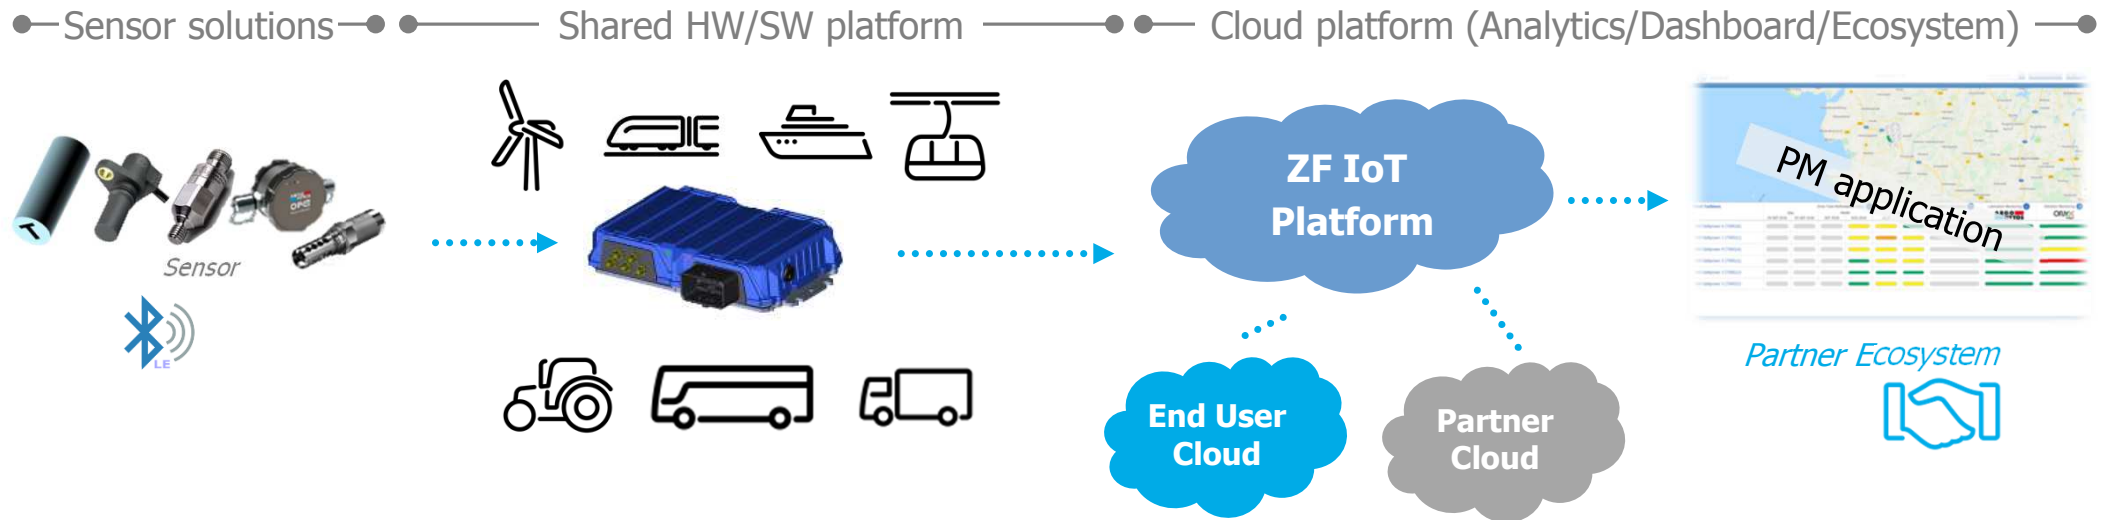 Sensor solutions
Shared HW/SW platform
Cloud platform (Analytics/Dashboard/Ecosystem)
Sensor
LE
ZF IoT
Platform
End User
Cloud
Partner
Cloud
PM application
Partner Ecosystem